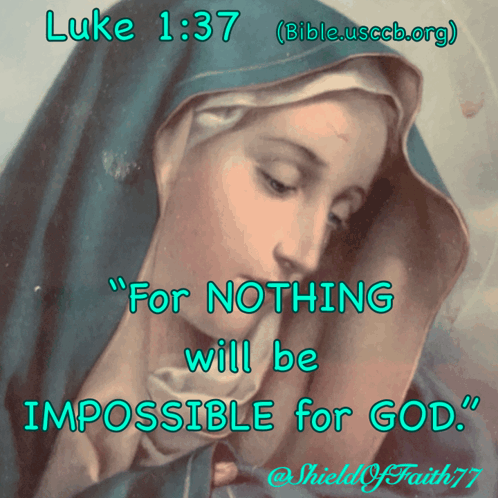 Luke 1:37 (Bible.usccb.org)
“For NOTHING
will be
IMPOSSIBLE for GOD.”
@ShieldOfFaith77